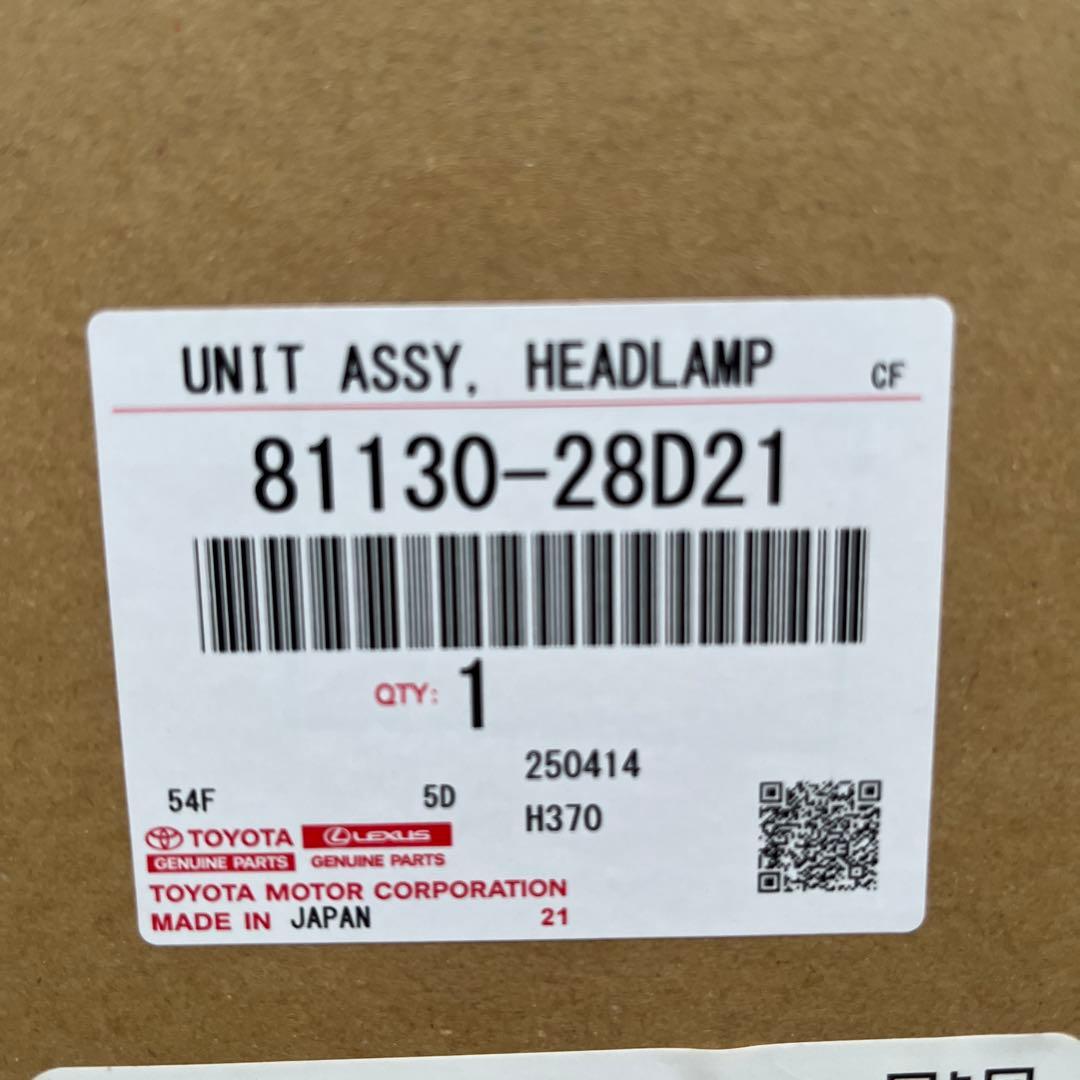 UNIT ASSY, HEADLAMP CF
81130-28D21
QTY: 1
250414
54F 5D H370
TOYOTA LEXUS
GENUINE PARTS GENUINE PARTS
TOYOTA MOTOR CORPORATION
MADE IN JAPAN 21